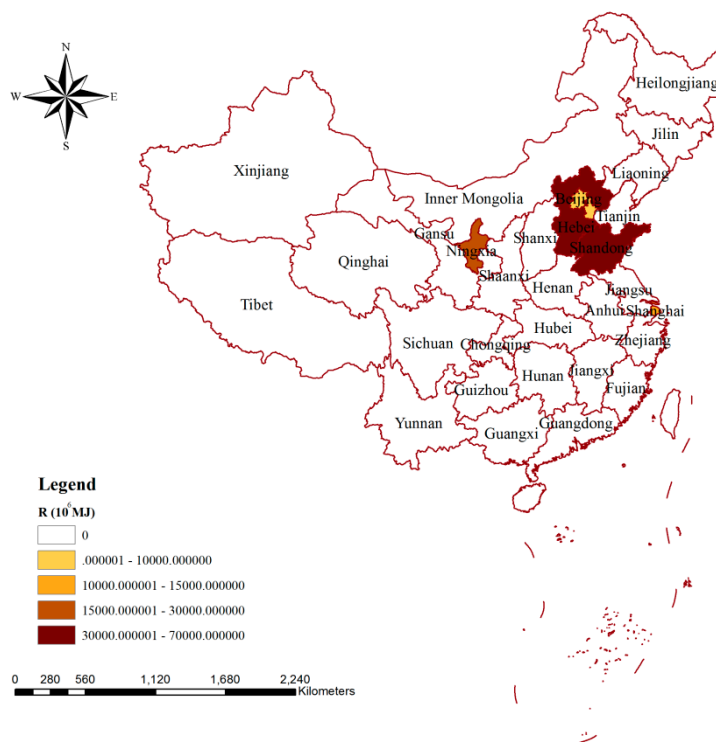 N
W E
S
Heilongjiang
Jilin
Liaoning
Xinjiang
Inner Mongolia
Beijing
Tianjin
Gansu
Hebei
Shanxi
Ningxia
Shandong
Qinghai
Shaanxi
Henan
Jiangsu
Tibet
Anhui
Shanghai
Hubei
Sichuan
Chongqing
Zhejiang
Hunan
Jiangxi
Guizhou
Fujian
Yunnan
Guangdong
Guangxi
Legend
R (10⁶MJ)
0
.000001 - 10000.000000
10000.000001 - 15000.000000
15000.000001 - 30000.000000
30000.000001 - 70000.000000
0 280 560 1,120 1,680 2,240
Kilometers